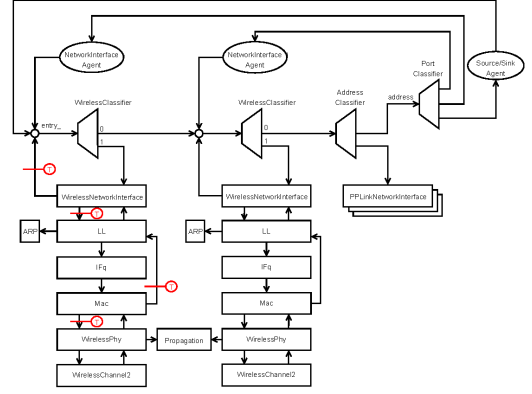 NetworkInterface
Agent
NetworkInterface
Agent
Port
Classifier
Source/Sink
Agent
WirelessClassifier
WirelessClassifier
Address
Classifier
address
entry_
0
1
0
1
T
WirelessNetworkInterface
WirelessNetworkInterface
PPLinkNetworkInterface
T
ARP
LL
ARP
LL
IFq
IFq
T
Mac
Mac
T
WirelessPhy
Propagation
WirelessPhy
WirelessChannel2
WirelessChannel2